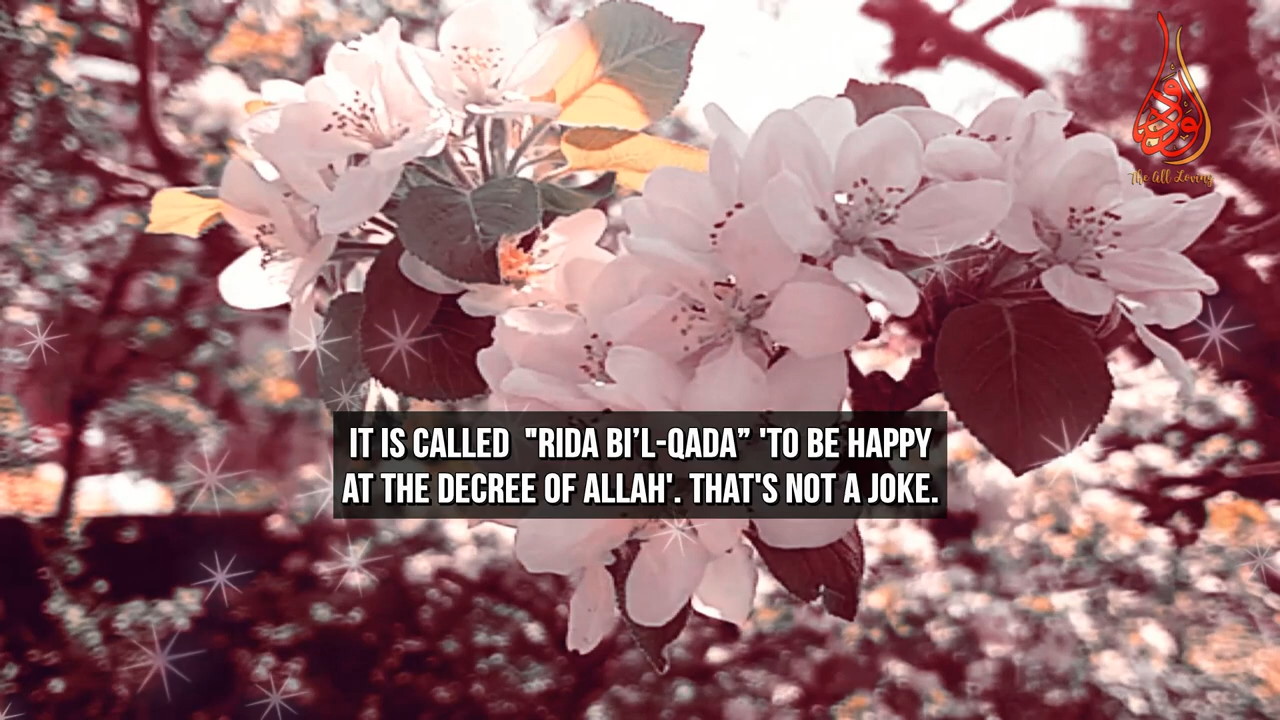 The All Loving
IT IS CALLED "RIDA BI’L-QADA” 'TO BE HAPPY
AT THE DECREE OF ALLAH'. THAT'S NOT A JOKE.